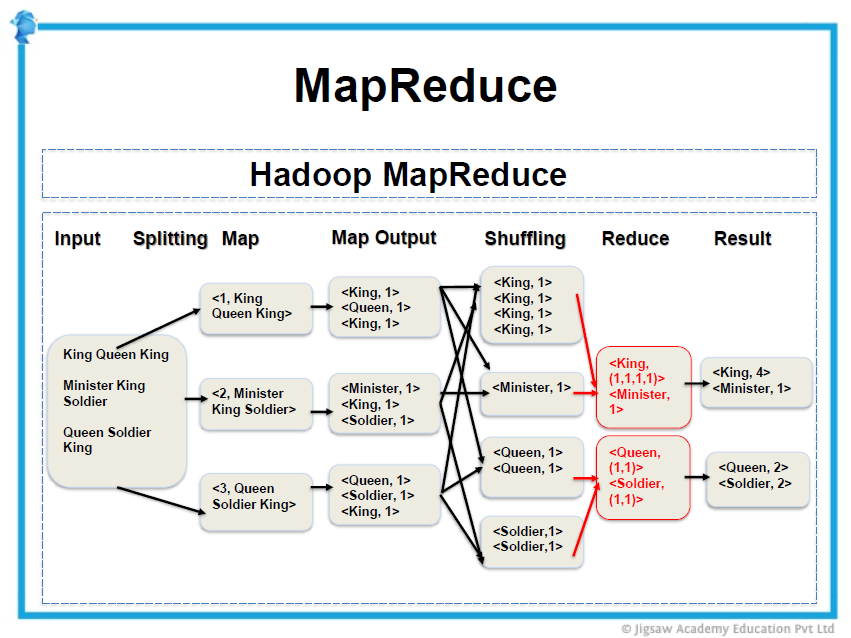 MapReduce
Hadoop MapReduce
Input Splitting Map Map Output Shuffling Reduce Result
King Queen King
Minister King
Soldier
Queen Soldier
King
<1, King
Queen King>
<2, Minister
King Soldier>
<3, Queen
Soldier King>
<King, 1>
<Queen, 1>
<King, 1>
<Minister, 1>
<King, 1>
<Soldier, 1>
<Queen, 1>
<Soldier, 1>
<King, 1>
<King, 1>
<King, 1>
<King, 1>
<King, 1>
<Minister, 1>
<Queen, 1>
<Queen, 1>
<Soldier,1>
<Soldier,1>
<King,
(1,1,1,1)>
<Minister,
1>
<Queen,
(1,1)>
<Soldier,
(1,1)>
<King, 4>
<Minister, 1>
<Queen, 2>
<Soldier, 2>
© Jigsaw Academy Education Pvt Ltd